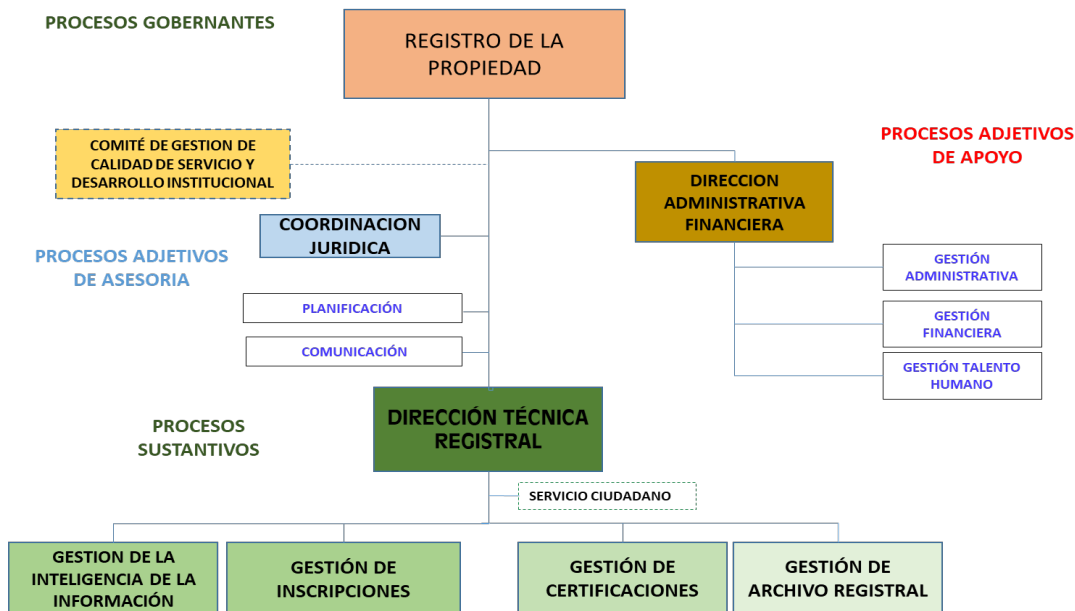 PROCESOS GOBERNANTES
REGISTRO DE LA
PROPIEDAD
COMITÉ DE GESTION DE
CALIDAD DE SERVICIO Y
DESARROLLO INSTITUCIONAL
PROCESOS ADJETIVOS
DE APOYO
DIRECCION
ADMINISTRATIVA
FINANCIERA
COORDINACION
JURIDICA
PROCESOS ADJETIVOS
DE ASESORIA
GESTIÓN
ADMINISTRATIVA
PLANIFICACIÓN
GESTIÓN
FINANCIERA
COMUNICACIÓN
GESTIÓN TALENTO
HUMANO
DIRECCIÓN TÉCNICA
REGISTRAL
PROCESOS
SUSTANTIVOS
SERVICIO CIUDADANO
GESTION DE LA
INTELIGENCIA DE LA
INFORMACIÓN
GESTIÓN DE
INSCRIPCIONES
GESTIÓN DE
CERTIFICACIONES
GESTIÓN DE
ARCHIVO REGISTRAL